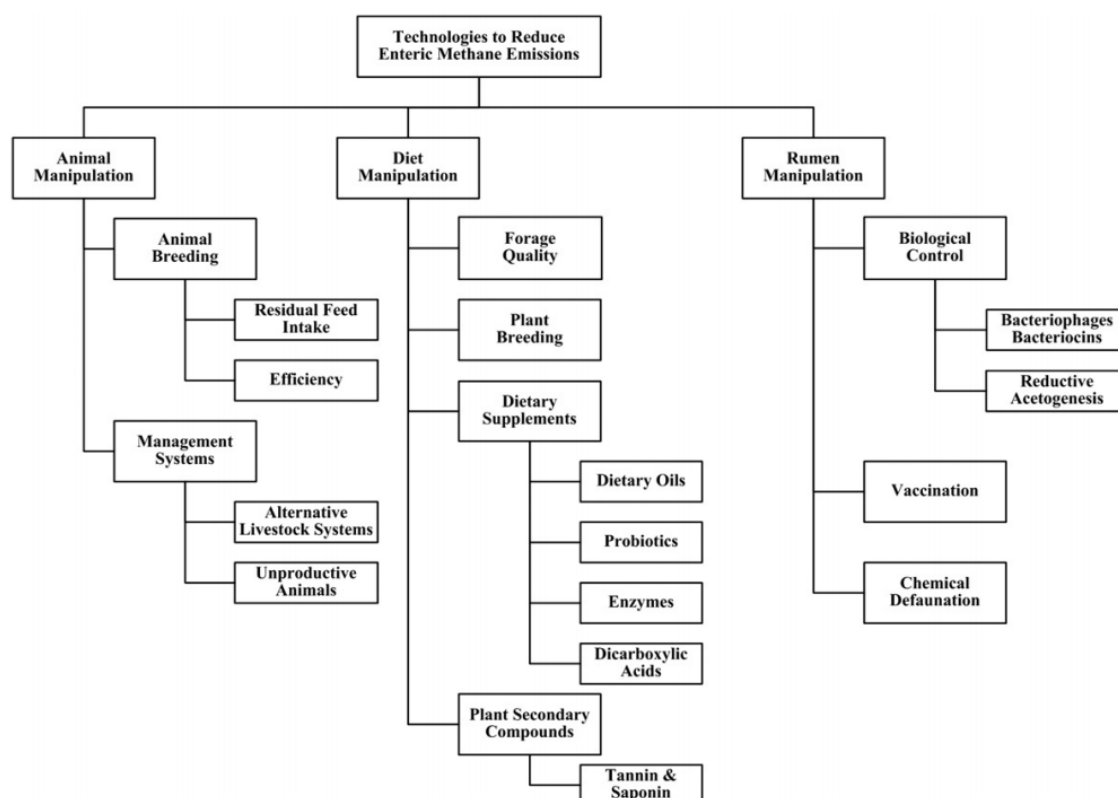 Technologies to Reduce
Enteric Methane Emissions
Animal
Manipulation
Diet
Manipulation
Rumen
Manipulation
Animal
Breeding
Residual Feed
Intake
Efficiency
Management
Systems
Alternative
Livestock Systems
Unproductive
Animals
Forage
Quality
Plant
Breeding
Dietary
Supplements
Dietary Oils
Probiotics
Enzymes
Dicarboxylic
Acids
Plant Secondary
Compounds
Tannin &
Saponin
Biological
Control
Bacteriophages
Bacteriocins
Reductive
Acetogenesis
Vaccination
Chemical
Defaunation